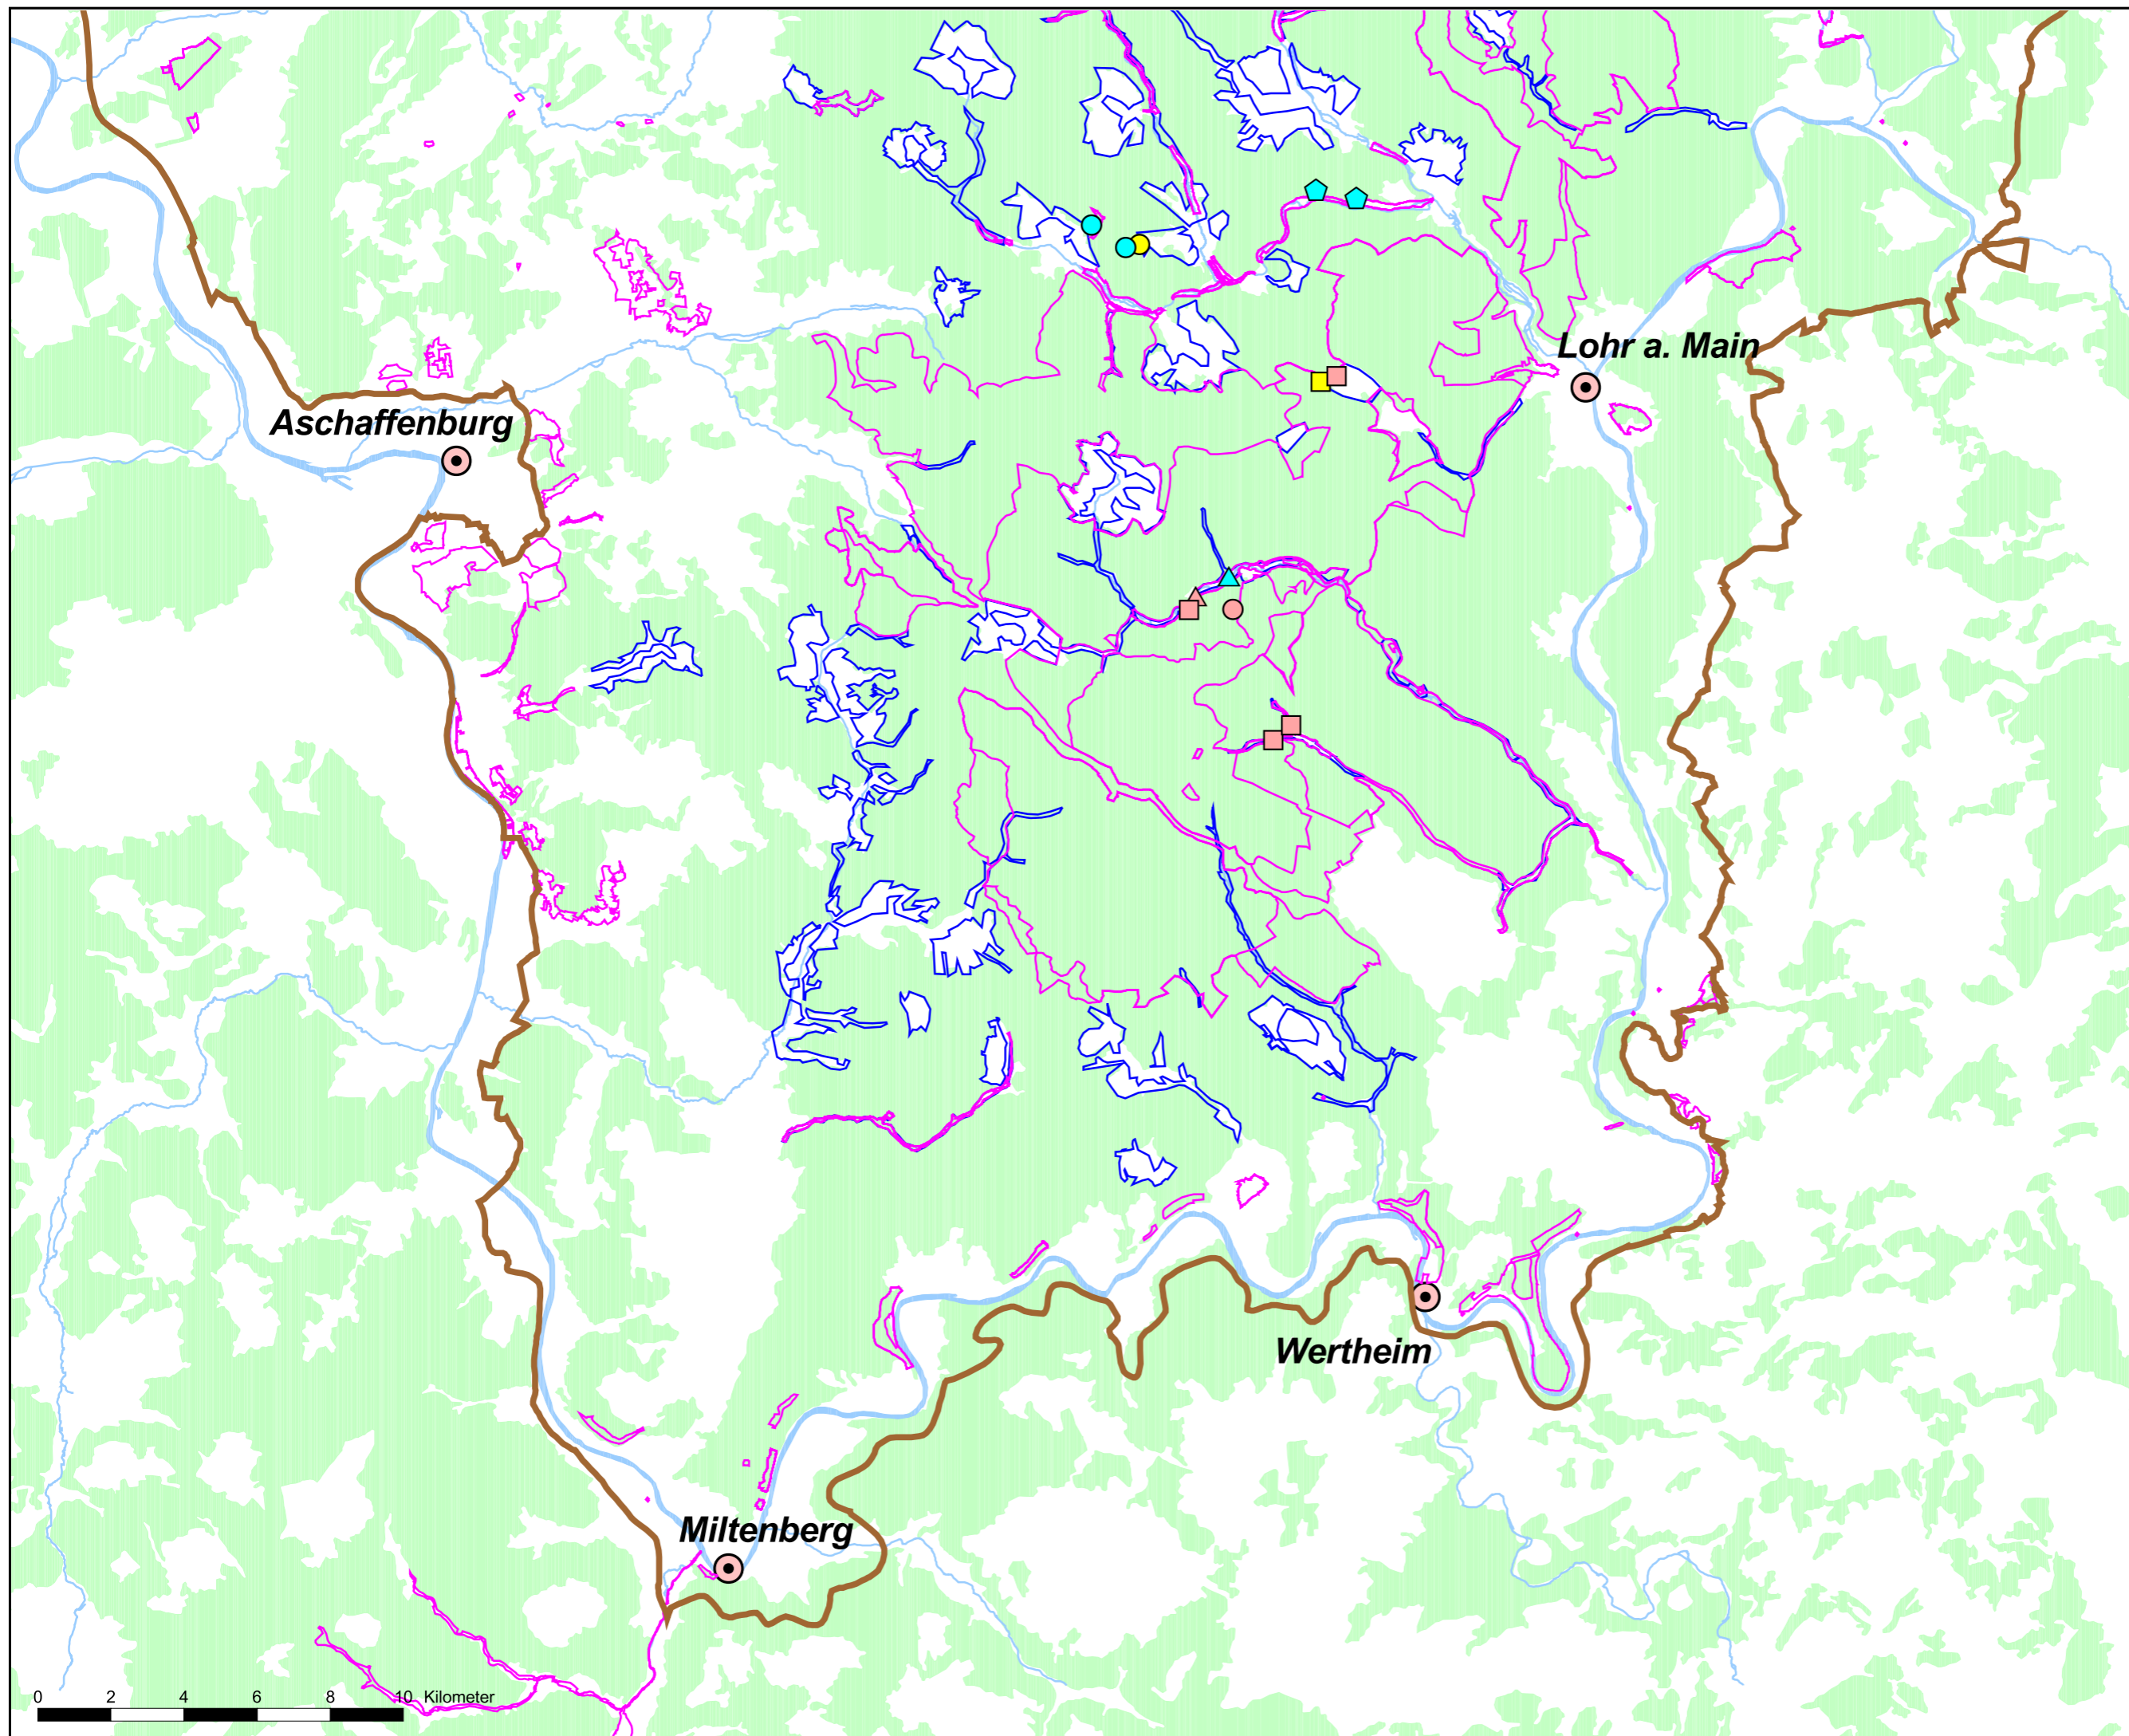 Lohr a. Main
Aschaffenburg
Wertheim
Miltenberg
0 2 4 6 8 10 Kilometer